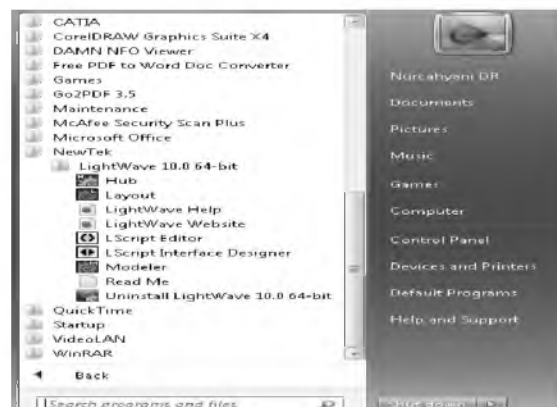 CATIA
CorelDRAW Graphics Suite X4
DAMN NFO Viewer
Free PDF to Word Doc Converter
Games
Go2PDF 3.5
Maintenance
McAfee Security Scan Plus
Microsoft Office
NewTek
LightWave 10.0 64-bit
Hub
Layout
LightWave Help
LightWave Website
LScript Editor
LScript Interface Designer
Modeler
Read Me
Uninstall LightWave 10.0 64-bit
QuickTime
Startup
VideoLAN
WinRAR
Back
Search programs and files
Nurcahyani DR
Documents
Pictures
Music
Games
Computer
Control Panel
Devices and Printers
Default Programs
Help and Support
Shut down